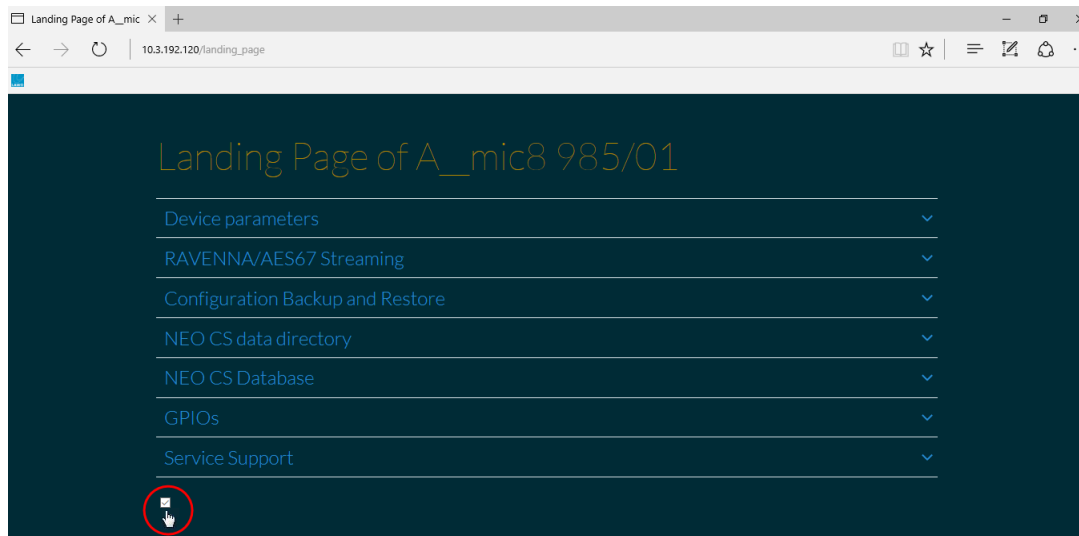 Landing Page of A__mic
10.3.192.120/landing_page
Landing Page of A__mic8 985/01
Device parameters
RAVENNA/AES67 Streaming
Configuration Backup and Restore
NEO CS data directory
NEO CS Database
GPIOs
Service Support